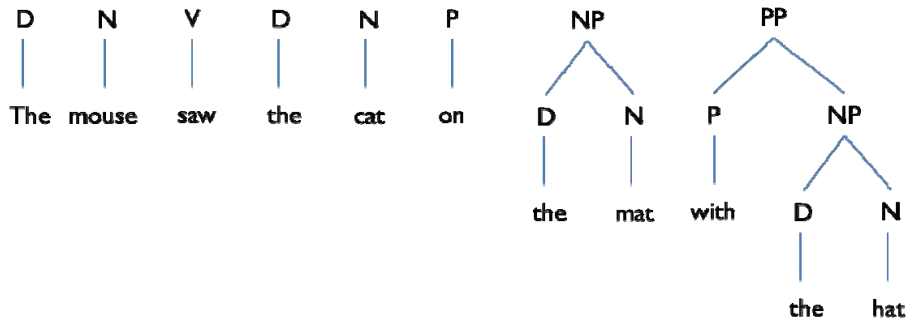 D N V D N P NP PP
The mouse saw the cat on D N P NP
the mat with D N
the hat